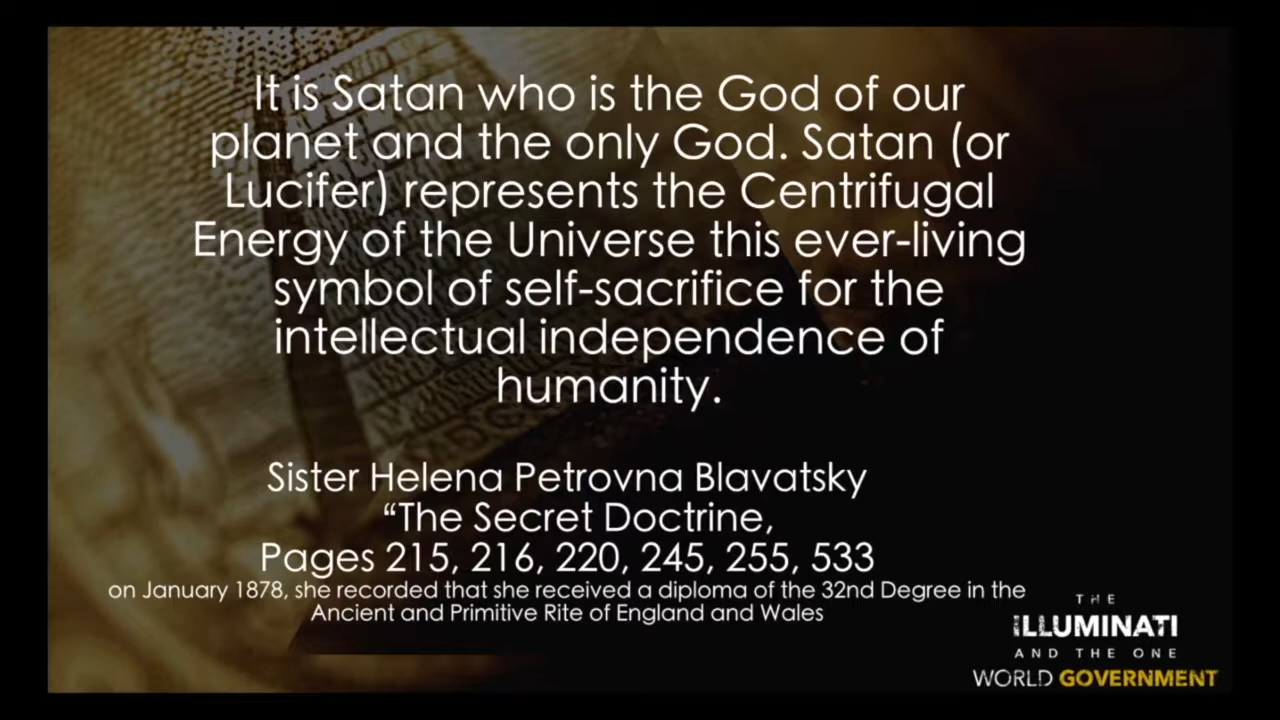 It is Satan who is the God of our
planet and the only God. Satan (or
Lucifer) represents the Centrifugal
Energy of the Universe this ever-living
symbol of self-sacrifice for the
intellectual independence of
humanity.
Sister Helena Petrovna Blavatsky
“The Secret Doctrine,
Pages 215, 216, 220, 245, 255, 533
on January 1878, she recorded that she received a diploma of the 32nd Degree in the
Ancient and Primitive Rite of England and Wales
THE
ILLUMINATI
AND THE ONE
WORLD GOVERNMENT